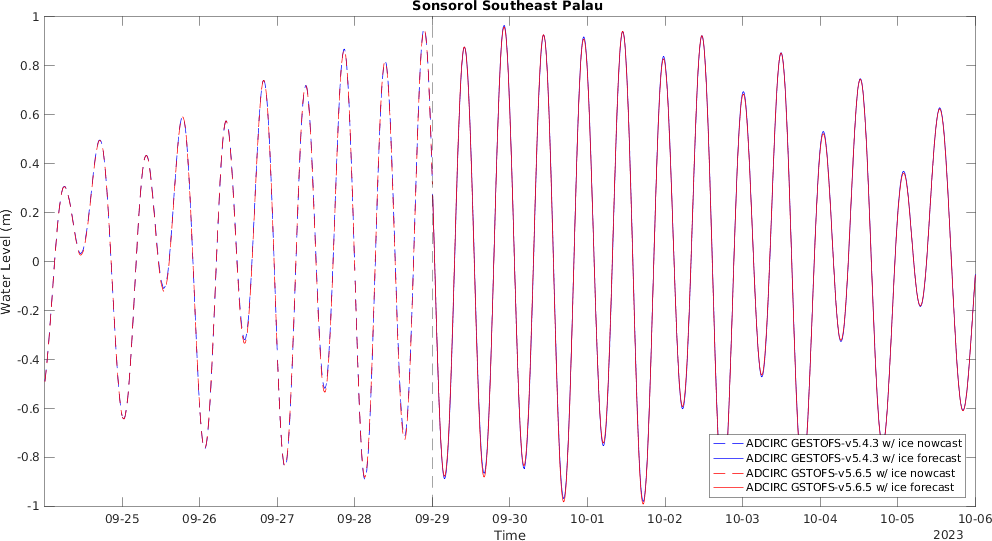 Sonsorol Southeast Palau
1
0.8
0.6
0.4
0.2
0
-0.2
-0.4
-0.6
-0.8
-1
Water Level (m)
09-25 09-26 09-27 09-28 09-29 09-30 10-01 10-02 10-03 10-04 10-05 10-06
Time
2023
ADCIRC GESTOFS-v5.4.3 w/ ice nowcast
ADCIRC GESTOFS-v5.4.3 w/ ice forecast
ADCIRC GSTOFS-v5.6.5 w/ ice nowcast
ADCIRC GSTOFS-v5.6.5 w/ ice forecast